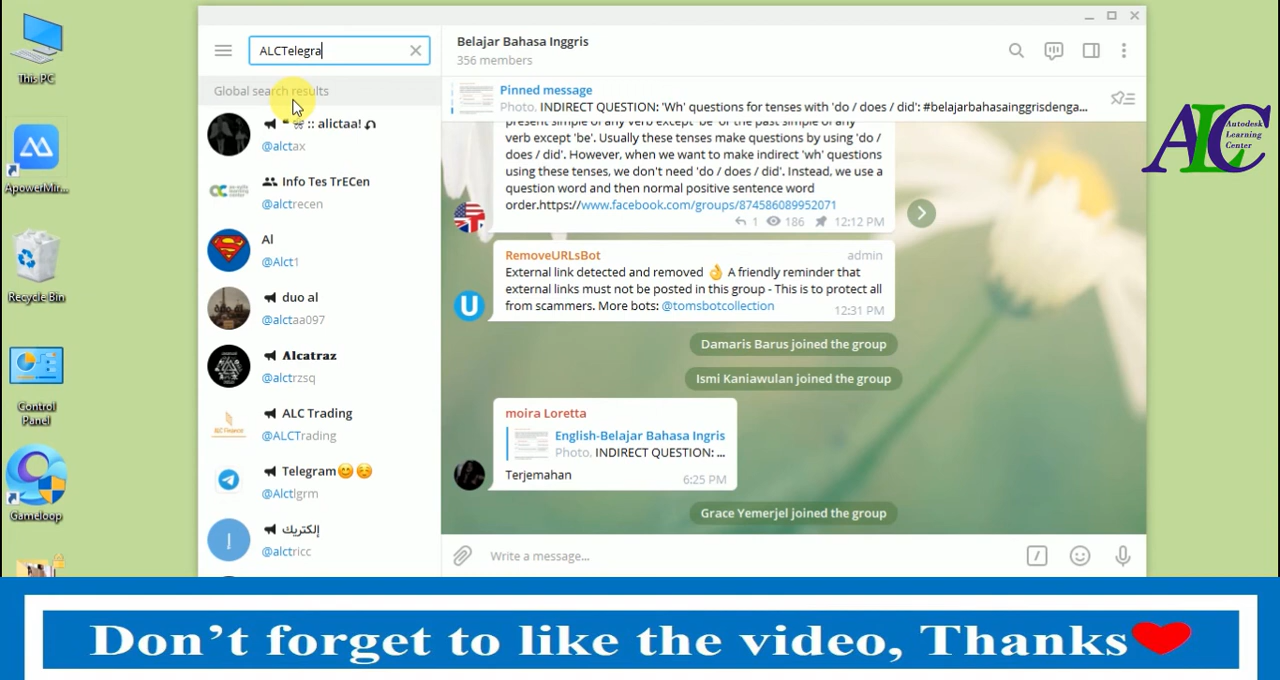 This PC
ApowerMir...
Recycle Bin
Control
Panel
Gameloop
ALCTelegra
Global search results
:: alictaa!
@alctax
Info Tes TrECen
@alctrecen
Al
@Alct1
duo al
@alctaa097
Alcatraz
@alctrzsq
ALC Trading
@ALCTrading
Telegram😊😌
@Alctlgrm
إلكتريك
@alctricc
Belajar Bahasa Inggris
356 members
Pinned message
Photo, INDIRECT QUESTION: 'Wh' questions for tenses with 'do / does / did': #belajarbahasainggrisdenga...
present simple of any verb except 'be' or the past simple of any
verb except 'be'. Usually these tenses make questions by using 'do /
does / did'. However, when we want to make indirect 'wh' questions
using these tenses, we don't need 'do / does / did'. Instead, we use a
question word and then normal positive sentence word
order.https://www.facebook.com/groups/874586089952071
1 186 12:12 PM
RemoveURLsBot admin
External link detected and removed 👌 A friendly reminder that
external links must not be posted in this group - This is to protect all
from scammers. More bots: @tomsbotcollection
12:31 PM
Damaris Barus joined the group
Ismi Kaniawulan joined the group
moira Loretta
English-Belajar Bahasa Ingris
Photo, INDIRECT QUESTION: ...
Terjemahan
6:25 PM
Grace Yemerjel joined the group
Write a message...
ALC
Autodesk
Learning
Center
Don't forget to like the video, Thanks❤